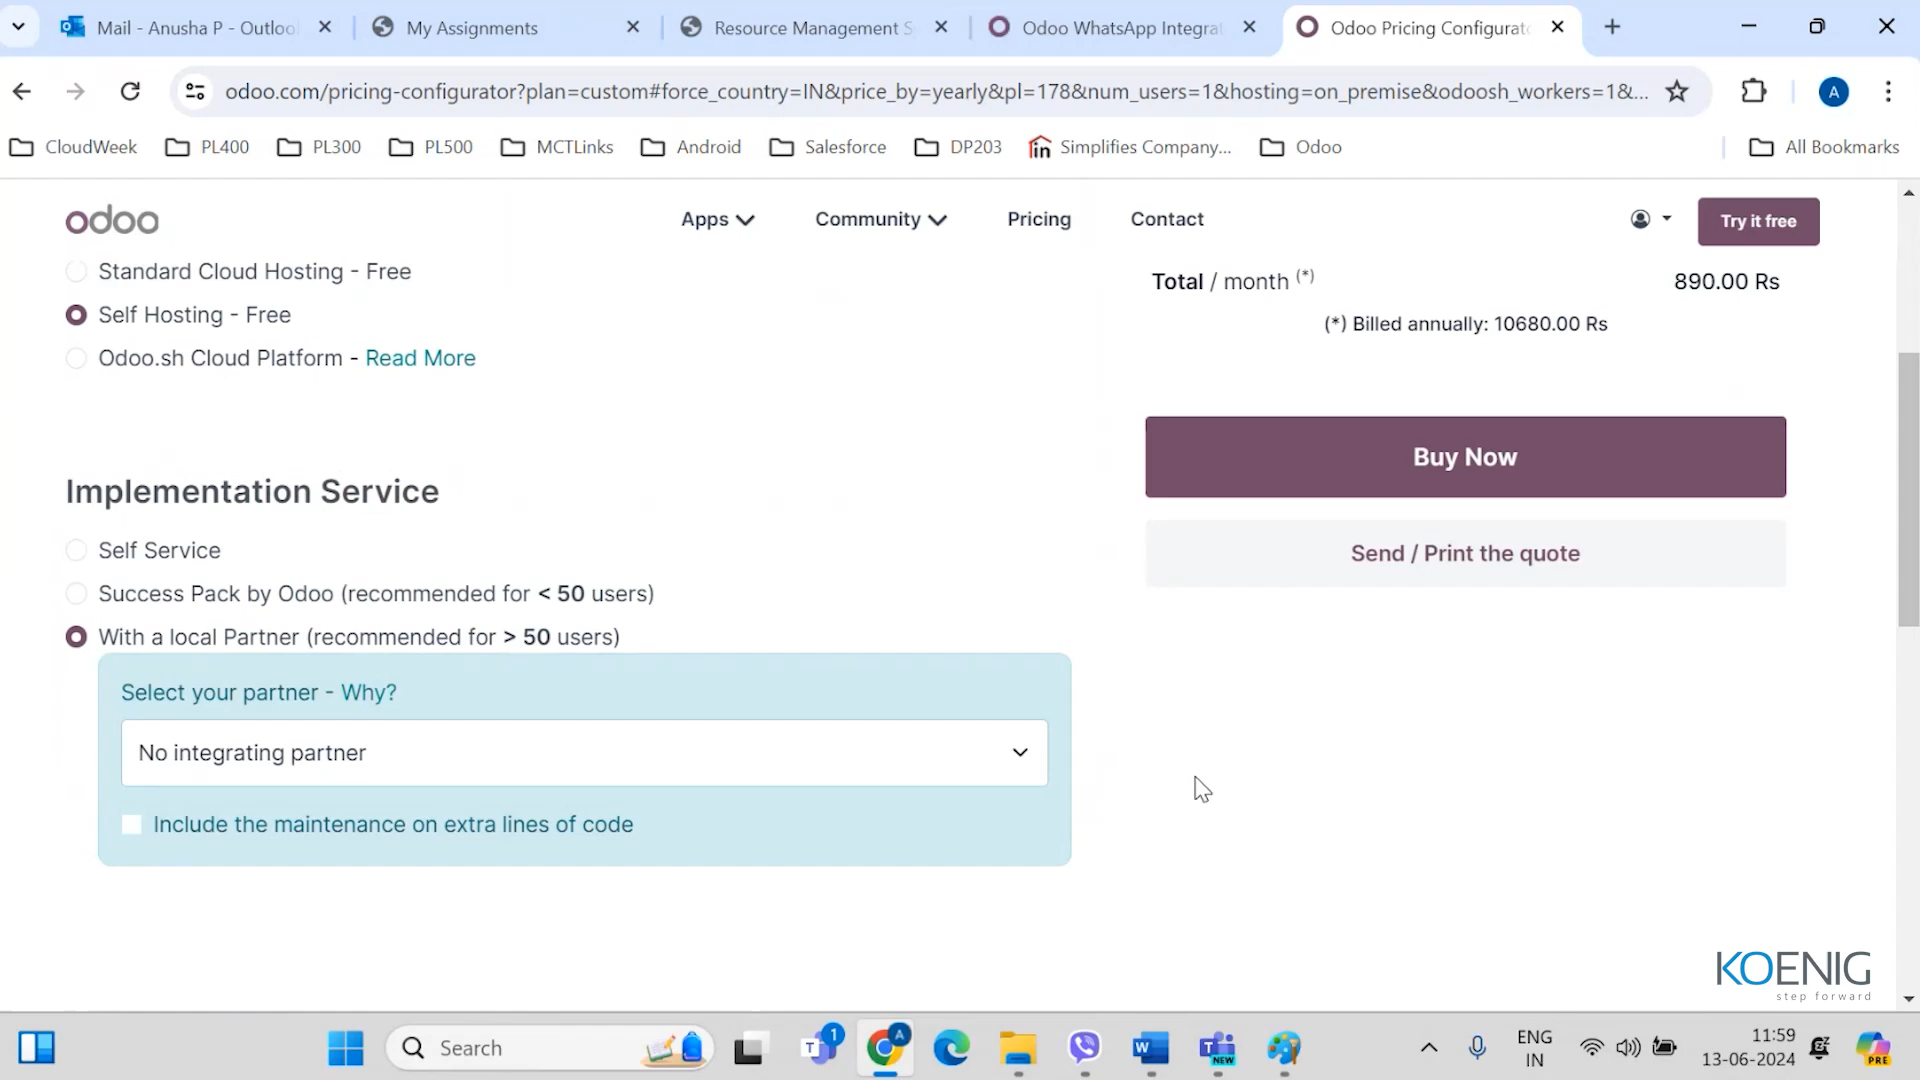 Mail - Anusha P - Outloo
My Assignments
Resource Management S
Odoo WhatsApp Integrat
Odoo Pricing Configurato
odoo.com/pricing-configurator?plan=custom#force_country=IN&price_by=yearly&pl=178&num_users=1&hosting=on_premise&odoosh_workers=1&...
A
CloudWeek
PL400
PL300
PL500
MCTLinks
Android
Salesforce
DP203
in Simplifies Company...
Odoo
All Bookmarks
odoo
Apps
Community
Pricing
Contact
Try it free
Standard Cloud Hosting - Free
Self Hosting - Free
Odoo.sh Cloud Platform - Read More
Total / month (*)
890.00 Rs
(*) Billed annually: 10680.00 Rs
Buy Now
Send / Print the quote
Implementation Service
Self Service
Success Pack by Odoo (recommended for < 50 users)
With a local Partner (recommended for > 50 users)
Select your partner - Why?
No integrating partner
Include the maintenance on extra lines of code
KOENIG
step forward
Search
T
1
A
W
T
NEW
ENG
IN
11:59
13-06-2024
PRE